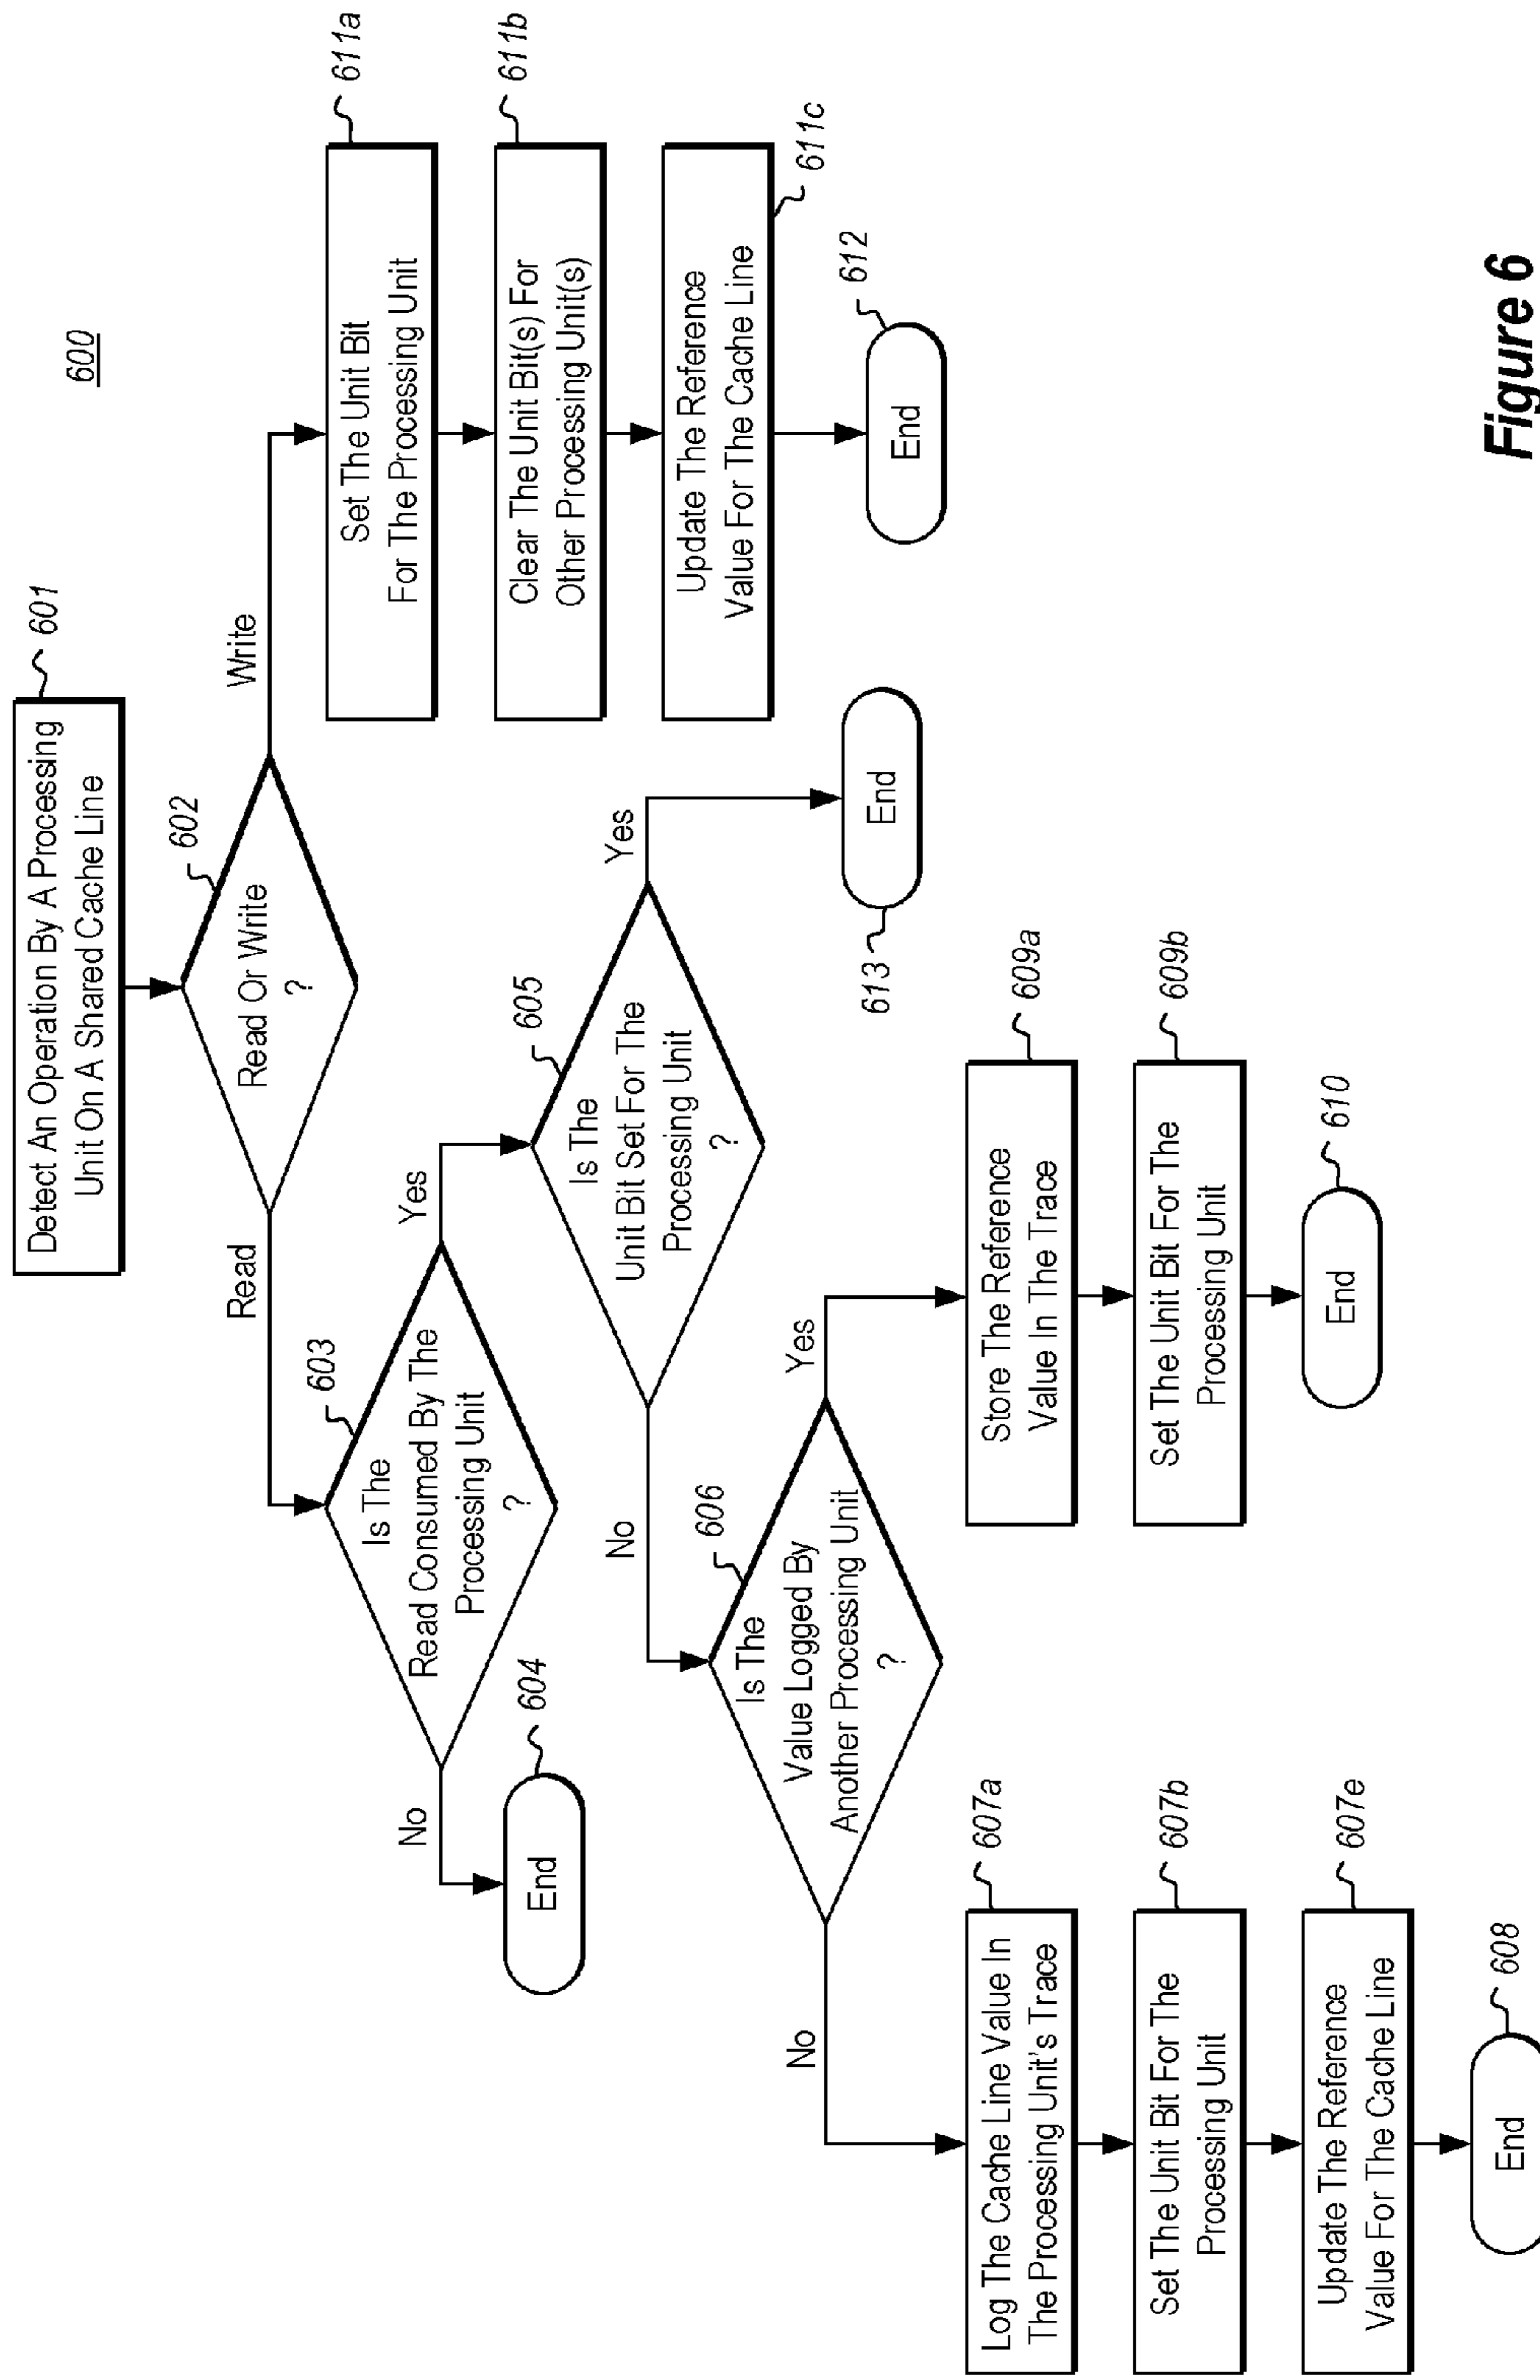 600
Detect An Operation By A Processing
Unit On A Shared Cache Line
601
Read Or Write
?
602
Read
Write
Is The
Read Consumed By The
Processing Unit
?
603
No
Yes
End
604
Is The
Unit Bit Set For The
Processing Unit
?
605
No
Yes
End
613
Is The
Value Logged By
Another Processing Unit
?
606
No
Yes
Log The Cache Line Value In
The Processing Unit's Trace
607a
Set The Unit Bit For The
Processing Unit
607b
Update The Reference
Value For The Cache Line
607e
End
608
Store The Reference
Value In The Trace
609a
Set The Unit Bit For The
Processing Unit
609b
End
610
Set The Unit Bit
For The Processing Unit
611a
Clear The Unit Bit(s) For
Other Processing Unit(s)
611b
Update The Reference
Value For The Cache Line
611c
End
612
Figure 6